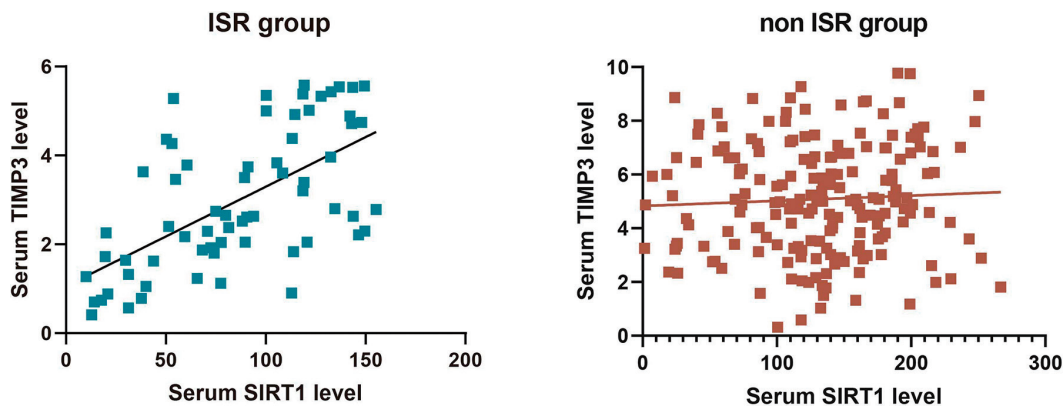 ISR group
Serum TIMP3 level
6
4
2
0
0 50 100 150 200
Serum SIRT1 level
non ISR group
Serum TIMP3 level
10
8
6
4
2
0
0 100 200 300
Serum SIRT1 level